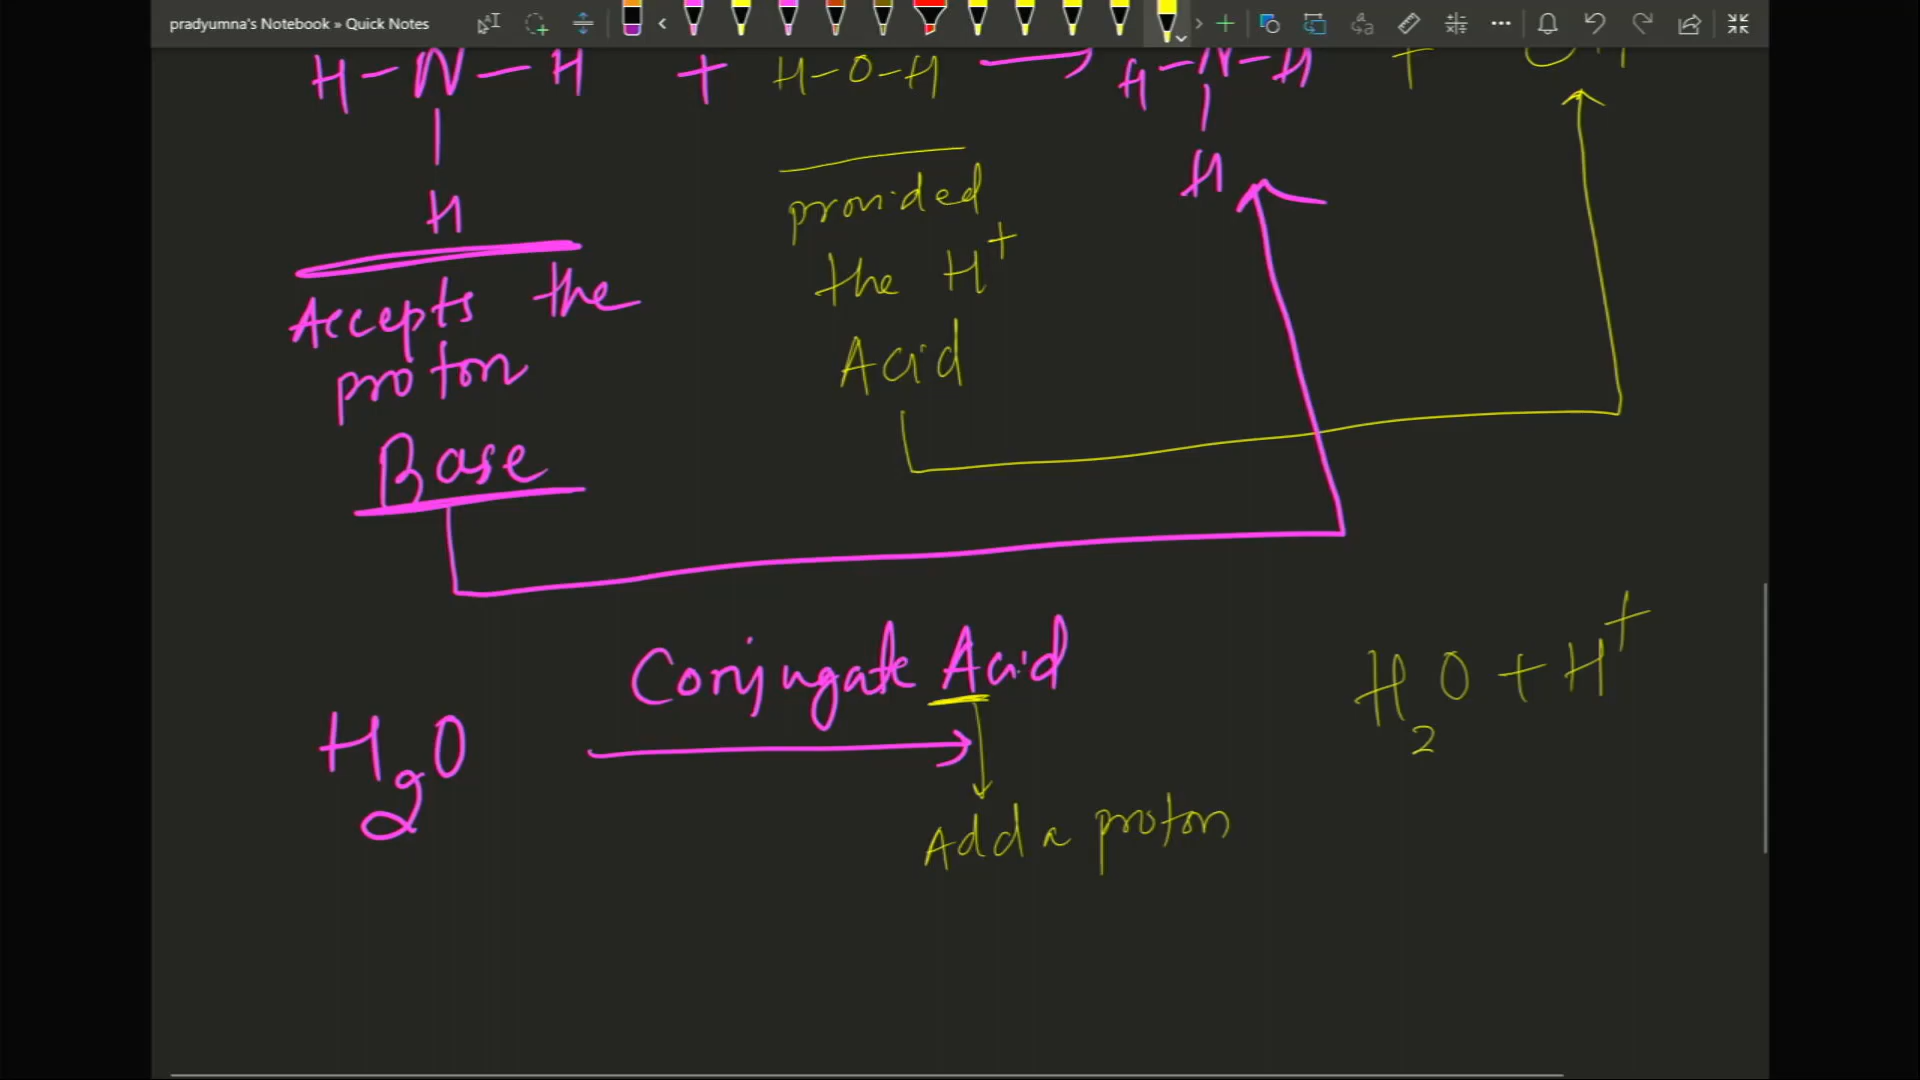 pradyumna's Notebook » Quick Notes
H-N-H + H-O-H → H-N-H +
H
H
Accepts the
proton
Base
provided
the H+
Acid
Conjugate Acid
H2O
Add a proton
H2O + H+